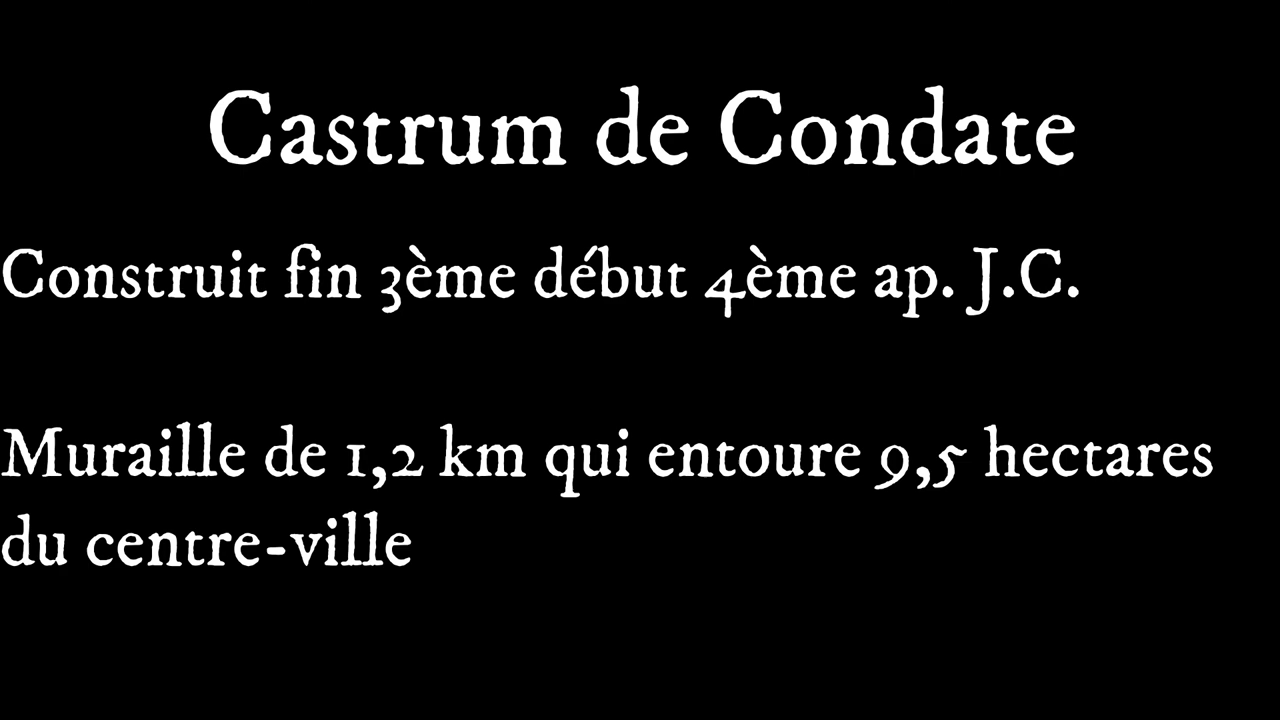 Castrum de Condate
Construit fin 3ème début 4ème ap. J.C.
Muraille de 1,2 km qui entoure 9,5 hectares
du centre-ville